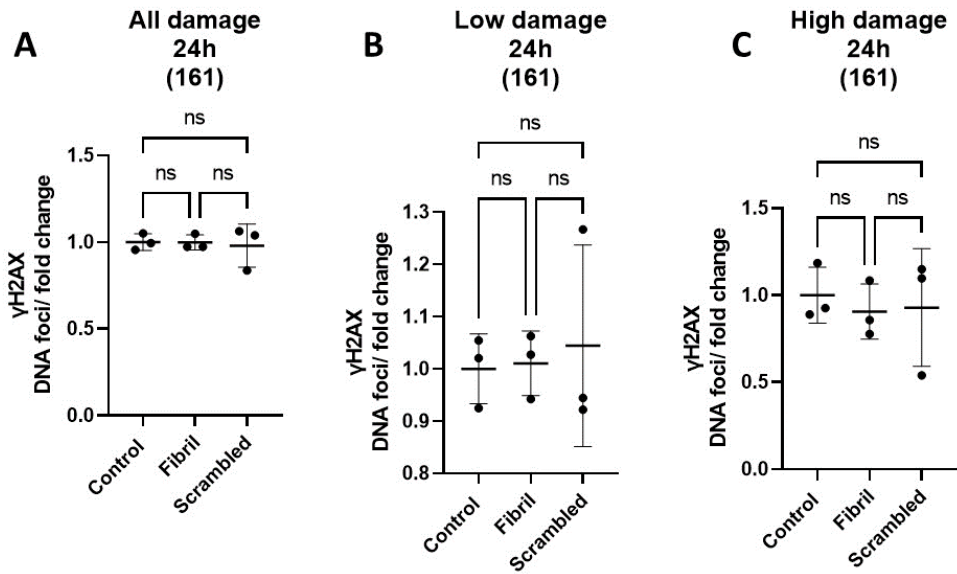 A
All damage
24h
(161)
ns
ns
ns
1.5
1.0
0.5
0.0
γH2AX
DNA foci/ fold change
Control
Fibril
Scrambled
B
Low damage
24h
(161)
ns
ns
ns
1.3
1.2
1.1
1.0
0.9
0.8
γH2AX
DNA foci/ fold change
Control
Fibril
Scrambled
C
High damage
24h
(161)
ns
ns
ns
1.5
1.0
0.5
0.0
γH2AX
DNA foci/ fold change
Control
Fibril
Scrambled